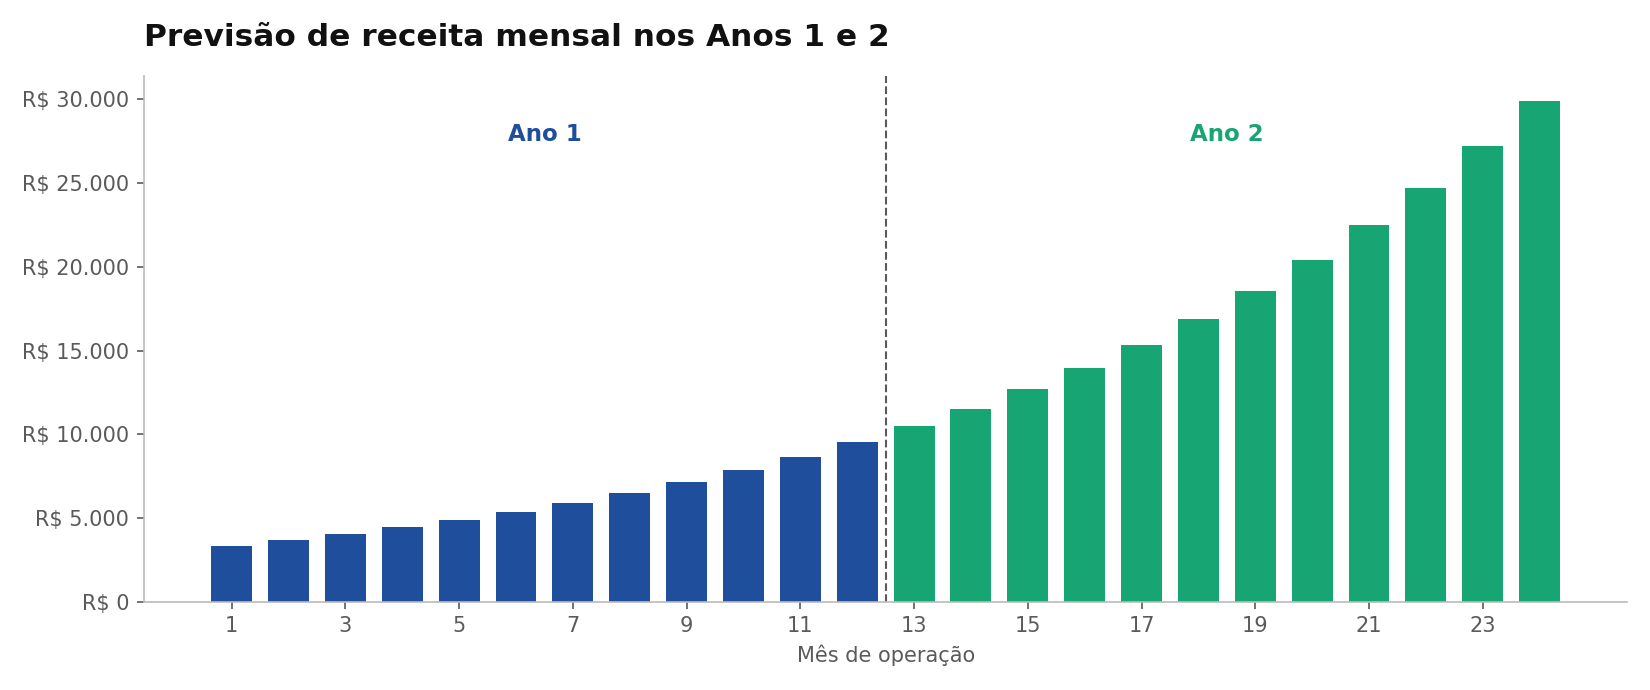 Previsão de receita mensal nos Anos 1 e 2
R$ 30.000
R$ 25.000
R$ 20.000
R$ 15.000
R$ 10.000
R$ 5.000
R$ 0
Ano 1
Ano 2
1 3 5 7 9 11 13 15 17 19 21 23
Mês de operação